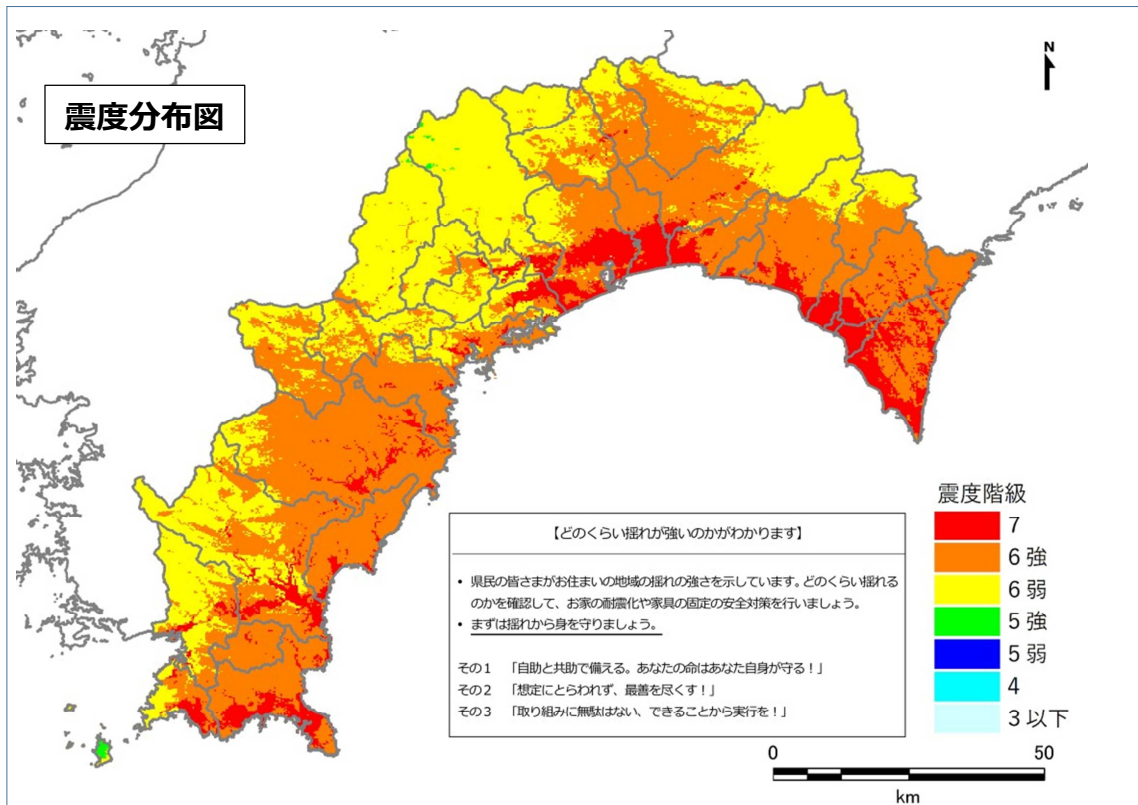 N
震度分布図
【どのくらい揺れが強いのかがわかります】
• 県民の皆さまがお住まいの地域の揺れの強さを示しています。どのくらい揺れる
のかを確認して、お家の耐震化や家具の固定の安全対策を行いましょう。
• まずは揺れから身を守りましょう。
その1 「自助と共助で備える。あなたの命はあなた自身が守る！」
その2 「想定にとらわれず、最善を尽くす！」
その3 「取り組みに無駄はない、できることから実行を！」
震度階級
7
6強
6弱
5強
5弱
4
3以下
0 50
km